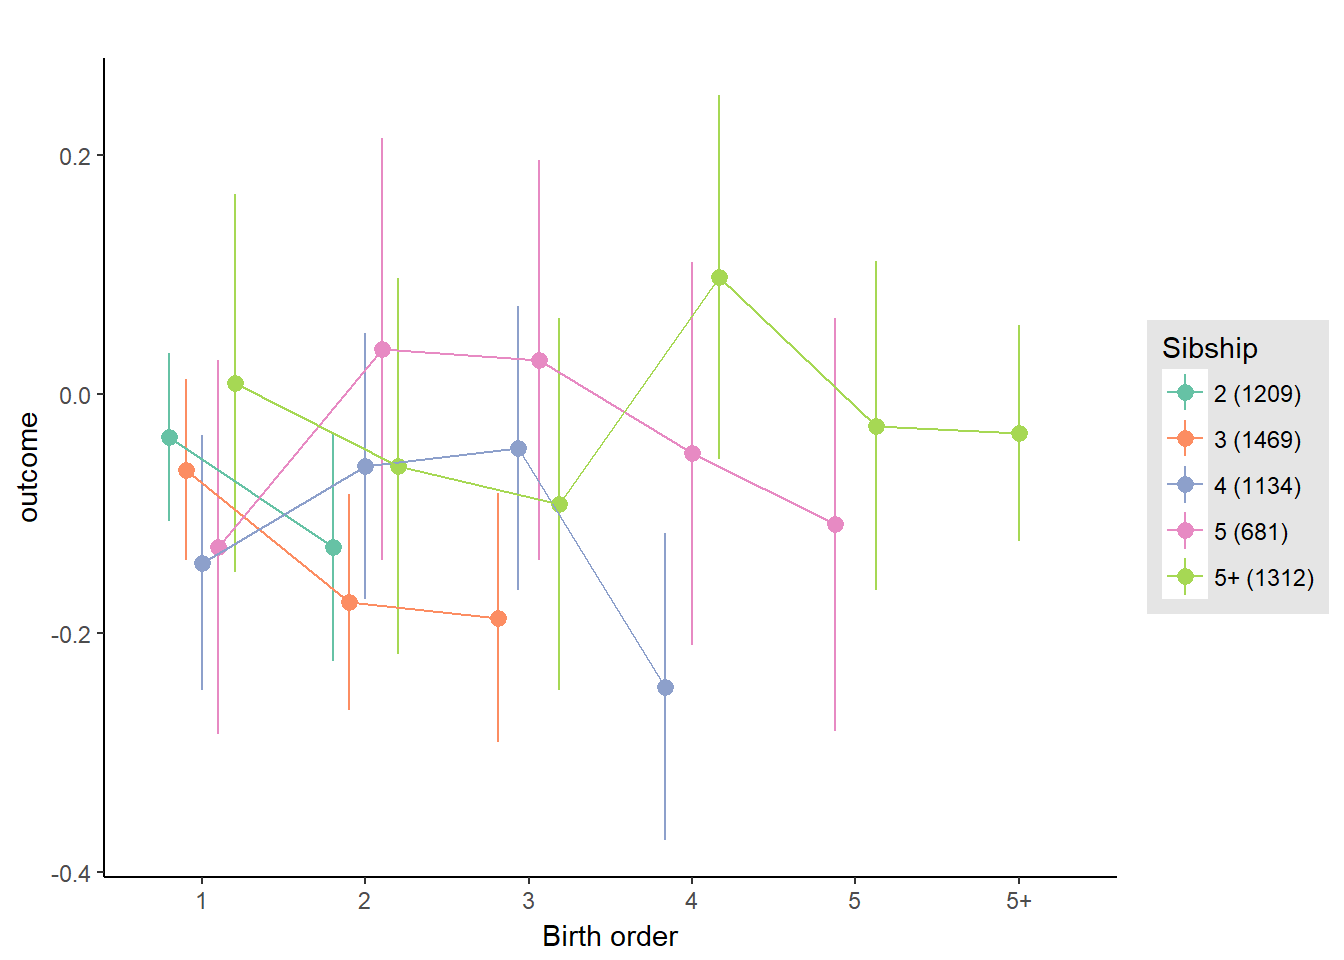 0.2
0.0
-0.2
-0.4
outcome
1 2 3 4 5 5+
Birth order
Sibship
2 (1209)
3 (1469)
4 (1134)
5 (681)
5+ (1312)